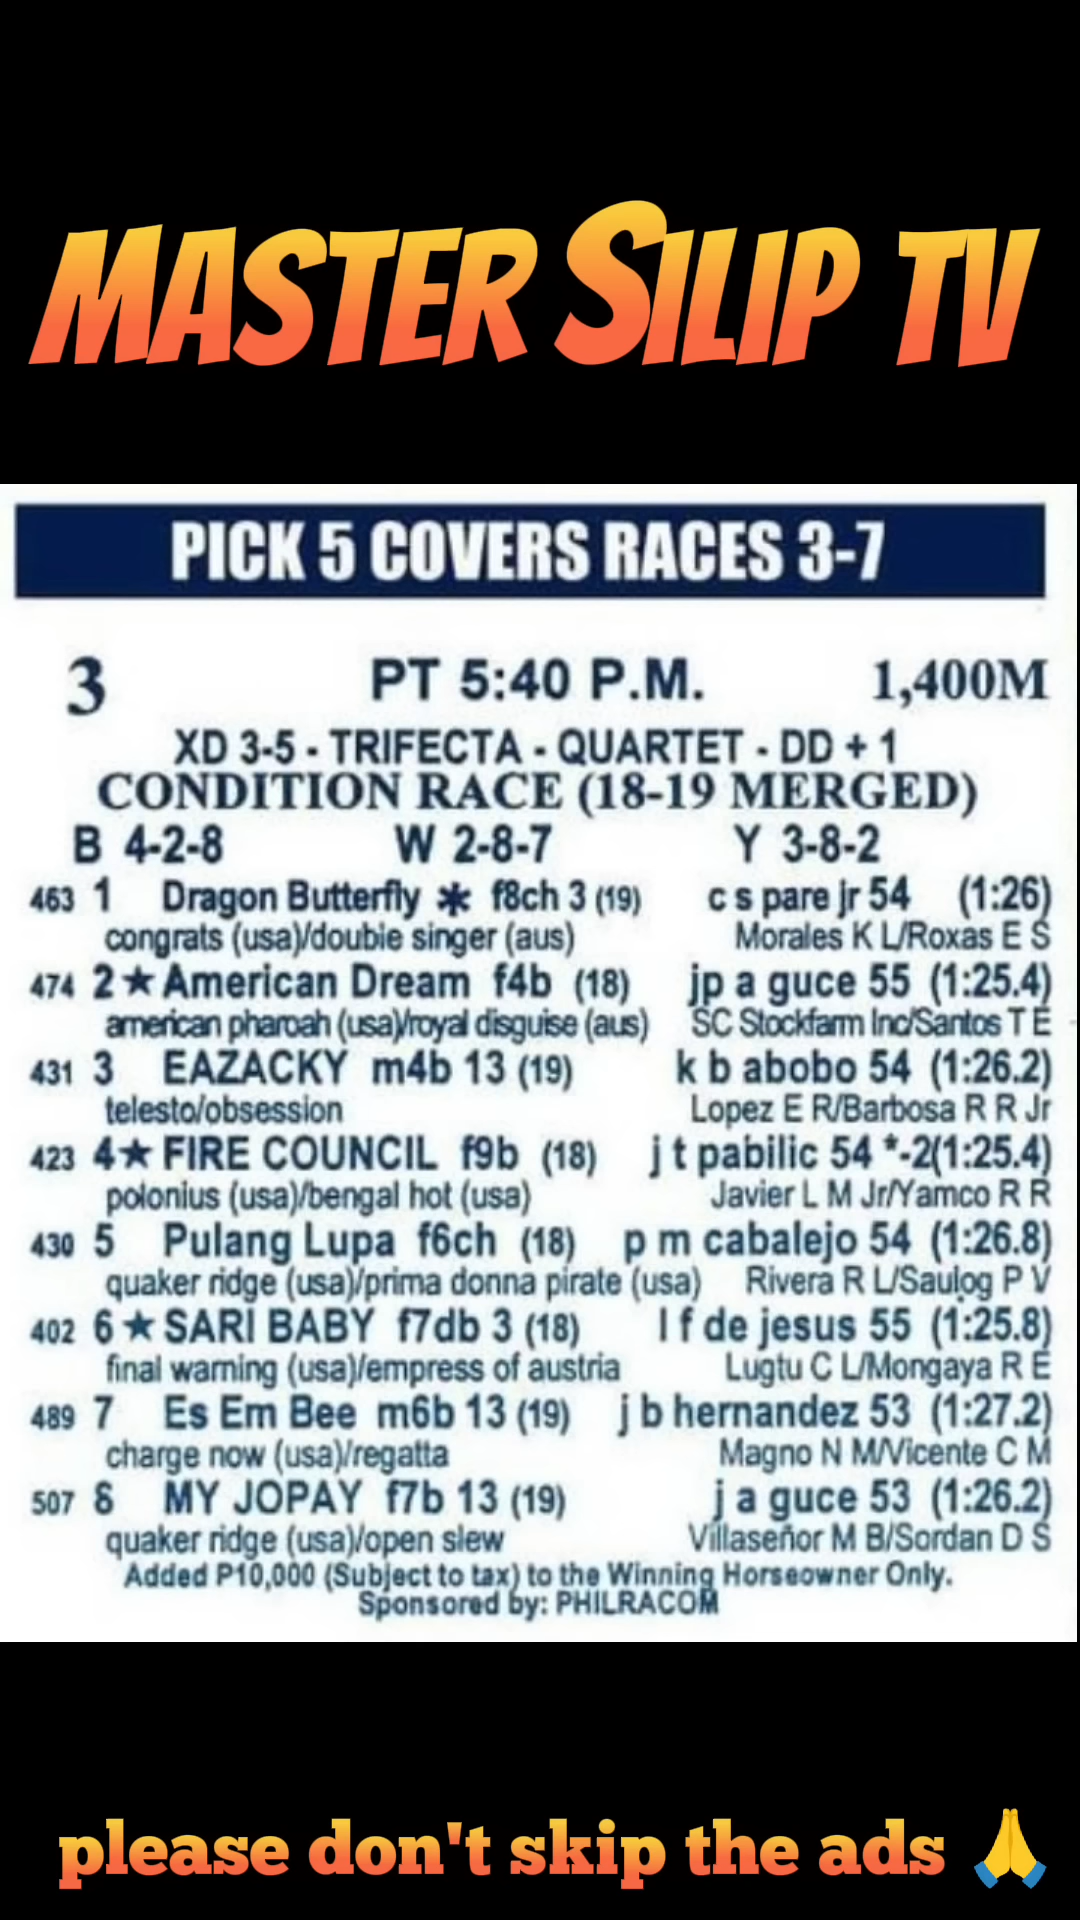 MASTER SILIP TV
PICK 5 COVERS RACES 3-7
3 PT 5:40 P.M. 1,400M
XD 3-5 - TRIFECTA - QUARTET - DD + 1
CONDITION RACE (18-19 MERGED)
B 4-2-8 W 2-8-7 Y 3-8-2
463 1 Dragon Butterfly * f8ch 3 (19) c s pare jr 54 (1:26)
congrats (usa)/double singer (aus) Morales K L/Roxas E S
474 2 ★ American Dream f4b (18) jp a guce 55 (1:25.4)
american pharoah (usa)/royal disguise (aus) SC Stockfarm Inc/Santos T E
431 3 EAZACKY m4b 13 (19) k b abobo 54 (1:26.2)
telesto/obsession Lopez E R/Barbosa R R Jr
423 4★ FIRE COUNCIL f9b (18) j t pabilic 54 *-2(1:25.4)
polonius (usa)/bengal hot (usa) Javier L M Jr/Yamco R R
430 5 Pulang Lupa f6ch (18) p m cabalejo 54 (1:26.8)
quaker ridge (usa)/prima donna pirate (usa) Rivera R L/Saulog P V
402 6 ★ SARI BABY f7db 3 (18) l f de jesus 55 (1:25.8)
final warning (usa)/empress of austria Lugtu C L/Mongaya R E
489 7 Es Em Bee m6b 13 (19) j b hernandez 53 (1:27.2)
charge now (usa)/regatta Magno N M/Vicente C M
507 8 MY JOPAY f7b 13 (19) j a guce 53 (1:26.2)
quaker ridge (usa)/open slew Villaseñor M B/Sordan D S
Added P10,000 (Subject to tax) to the Winning Horseowner Only.
Sponsored by: PHILRACOM
please don't skip the ads 🙏